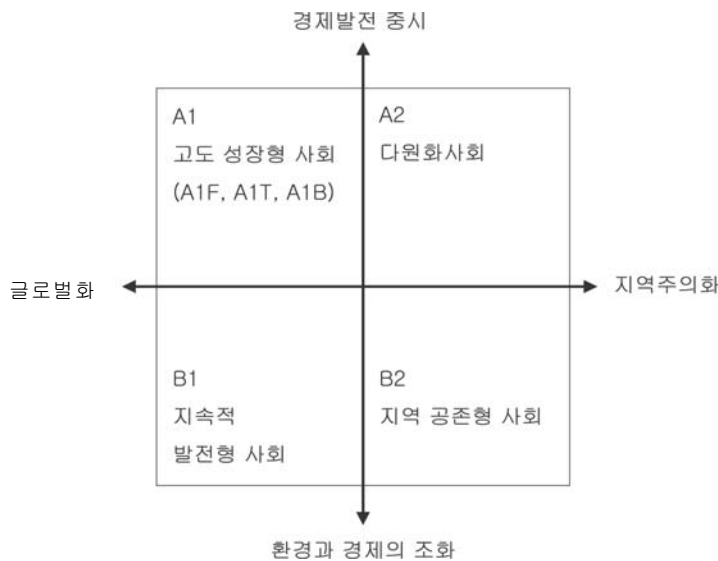 경제발전 중시
A1
고도 성장형 사회
(A1F, A1T, A1B)
A2
다원화사회
글로벌화
지역주의화
B1
지속적
발전형 사회
B2
지역 공존형 사회
환경과 경제의 조화